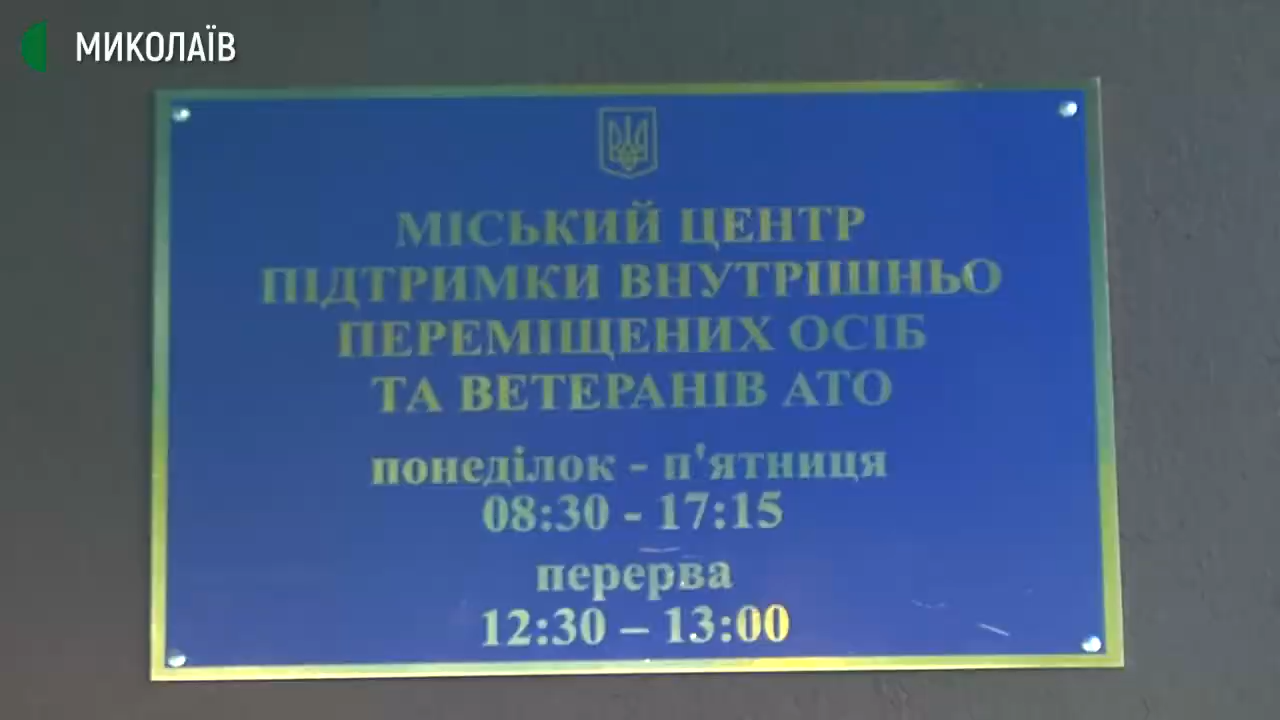 МИКОЛАЇВ
МІСЬКИЙ ЦЕНТР
ПІДТРИМКИ ВНУТРІШНЬО
ПЕРЕМІЩЕНИХ ОСІБ
ТА ВЕТЕРАНІВ АТО
понеділок - п'ятниця
08:30 - 17:15
перерва
12:30 – 13:00